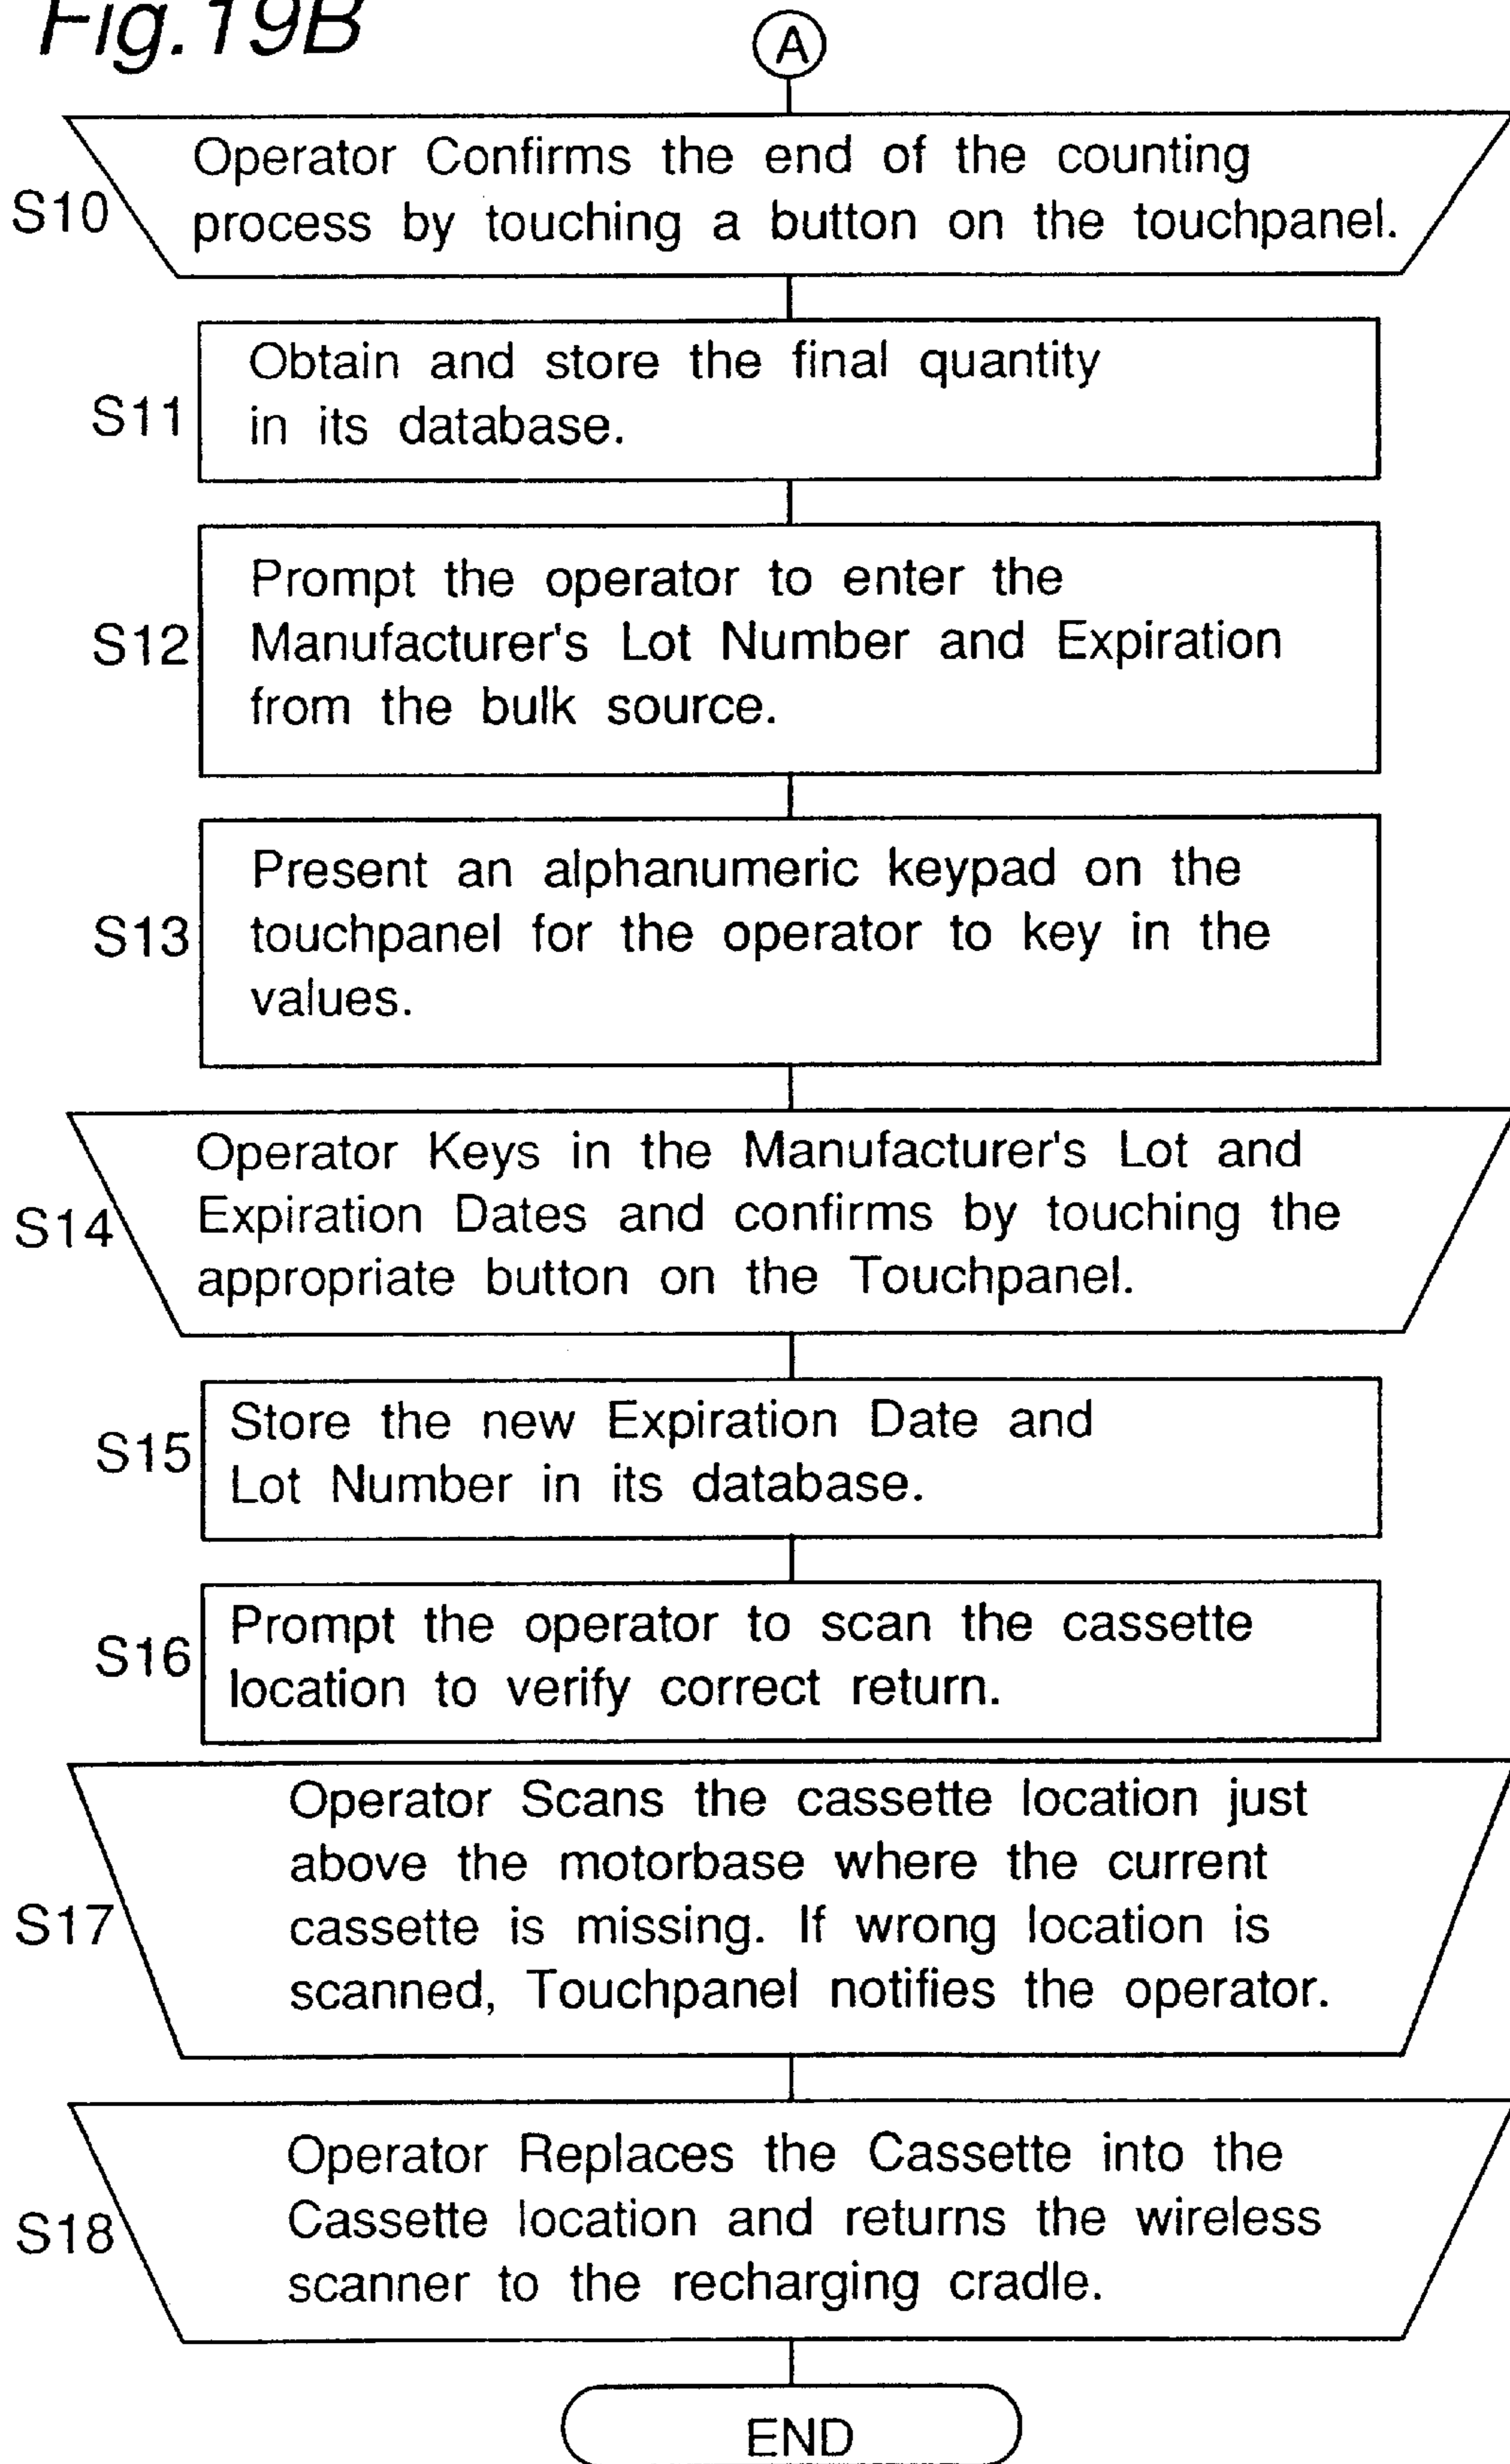 Fig. 19B
A
S10
Operator Confirms the end of the counting
process by touching a button on the touchpanel.
S11
Obtain and store the final quantity
in its database.
S12
Prompt the operator to enter the
Manufacturer's Lot Number and Expiration
from the bulk source.
S13
Present an alphanumeric keypad on the
touchpanel for the operator to key in the
values.
S14
Operator Keys in the Manufacturer's Lot and
Expiration Dates and confirms by touching the
appropriate button on the Touchpanel.
S15
Store the new Expiration Date and
Lot Number in its database.
S16
Prompt the operator to scan the cassette
location to verify correct return.
S17
Operator Scans the cassette location just
above the motorbase where the current
cassette is missing. If wrong location is
scanned, Touchpanel notifies the operator.
S18
Operator Replaces the Cassette into the
Cassette location and returns the wireless
scanner to the recharging cradle.
END